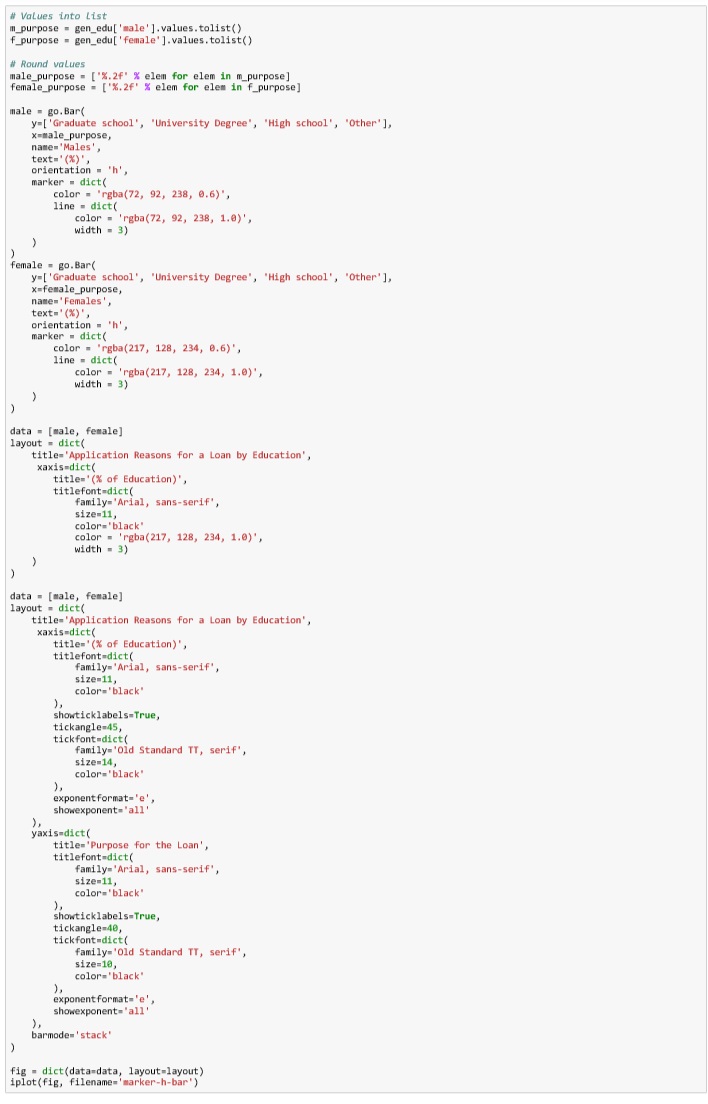 # Values into list
m_purpose = gen_edu['male'].values.tolist()
f_purpose = gen_edu['female'].values.tolist()

# Round values
male_purpose = ['%.2f' % elem for elem in m_purpose]
female_purpose = ['%.2f' % elem for elem in f_purpose]

male = go.Bar(
    y=['Graduate school', 'University Degree', 'High school', 'Other'],
    x=male_purpose,
    name='Males',
    text='(%)',
    orientation = 'h',
    marker = dict(
        color = 'rgba(72, 92, 238, 0.6)',
        line = dict(
            color = 'rgba(72, 92, 238, 1.0)',
            width = 3)
    )
)
female = go.Bar(
    y=['Graduate school', 'University Degree', 'High school', 'Other'],
    x=female_purpose,
    name='Females',
    text='(%)',
    orientation = 'h',
    marker = dict(
        color = 'rgba(217, 128, 234, 0.6)',
        line = dict(
            color = 'rgba(217, 128, 234, 1.0)',
            width = 3)
    )
)

data = [male, female]
layout = dict(
    title='Application Reasons for a Loan by Education',
     xaxis=dict(
        title='(% of Education)',
        titlefont=dict(
            family='Arial, sans-serif',
            size=11,
            color='black'
            color = 'rgba(217, 128, 234, 1.0)',
            width = 3)
    )
)

data = [male, female]
layout = dict(
    title='Application Reasons for a Loan by Education',
     xaxis=dict(
        title='(% of Education)',
        titlefont=dict(
            family='Arial, sans-serif',
            size=11,
            color='black'
        ),
        showticklabels=True,
        tickangle=45,
        tickfont=dict(
            family='Old Standard TT, serif',
            size=14,
            color='black'
        ),
        exponentformat='e',
        showexponent='all'
    ),
    yaxis=dict(
        title='Purpose for the Loan',
        titlefont=dict(
            family='Arial, sans-serif',
            size=11,
            color='black'
        ),
        showticklabels=True,
        tickangle=40,
        tickfont=dict(
            family='Old Standard TT, serif',
            size=10,
            color='black'
        ),
        exponentformat='e',
        showexponent='all'
    ),
    barmode='stack'
)

fig = dict(data=data, layout=layout)
iplot(fig, filename='marker-h-bar')